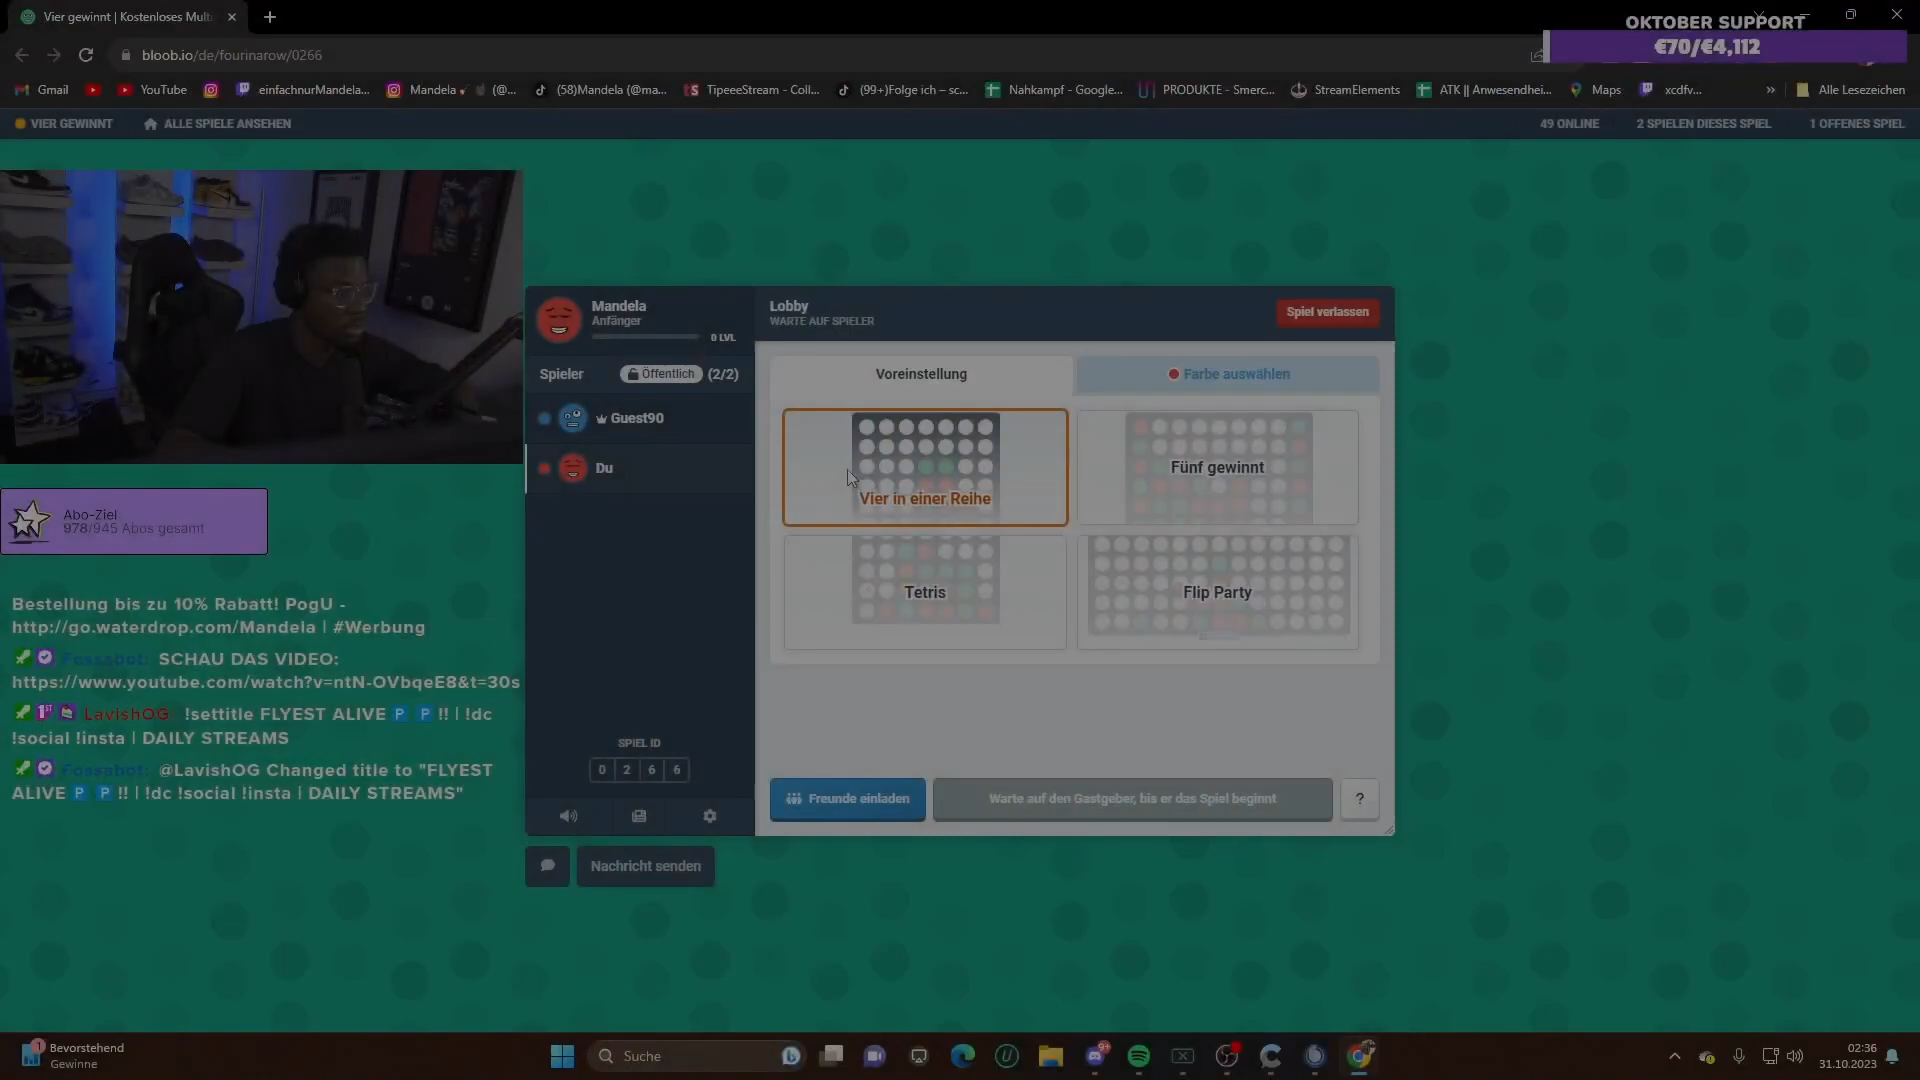 Vier gewinnt | Kostenloses Mult
OKTOBER SUPPORT
€70/€4,112
bloob.io/de/fourinarow/0266
Gmail
YouTube
einfachnurMandela...
Mandela
(@...
(58)Mandela (@ma...
TipeeeStream - Coll...
(99+)Folge ich – sc...
Nahkampf - Google...
PRODUKTE - Smerc...
StreamElements
ATK || Anwesendhei...
Maps
xcdfv...
»
Alle Lesezeichen
VIER GEWINNT
ALLE SPIELE ANSEHEN
49 ONLINE
2 SPIELEN DIESES SPIEL
1 OFFENES SPIEL
Mandela
Anfänger
0 LVL
Lobby
WARTE AUF SPIELER
Spiel verlassen
Spieler
Öffentlich
(2/2)
Voreinstellung
Farbe auswählen
Guest90
Du
Vier in einer Reihe
Fünf gewinnt
Tetris
Flip Party
Abo-Ziel
978/945 Abos gesamt
Bestellung bis zu 10% Rabatt! PogU -
http://go.waterdrop.com/Mandela | #Werbung
Fossabot: SCHAU DAS VIDEO:
https://www.youtube.com/watch?v=ntN-OVbqeE8&t=30s
1ST LavishOG: !settitle FLYEST ALIVE 🅿 🅿 !! | !dc
!social !insta | DAILY STREAMS
Fossabot: @LavishOG Changed title to "FLYEST
ALIVE 🅿 🅿 !! | !dc !social !insta | DAILY STREAMS"
SPIEL ID
0 2 6 6
Freunde einladen
Warte auf den Gastgeber, bis er das Spiel beginnt
?
Nachricht senden
1
Bevorstehend
Gewinne
Suche
9+
02:36
31.10.2023